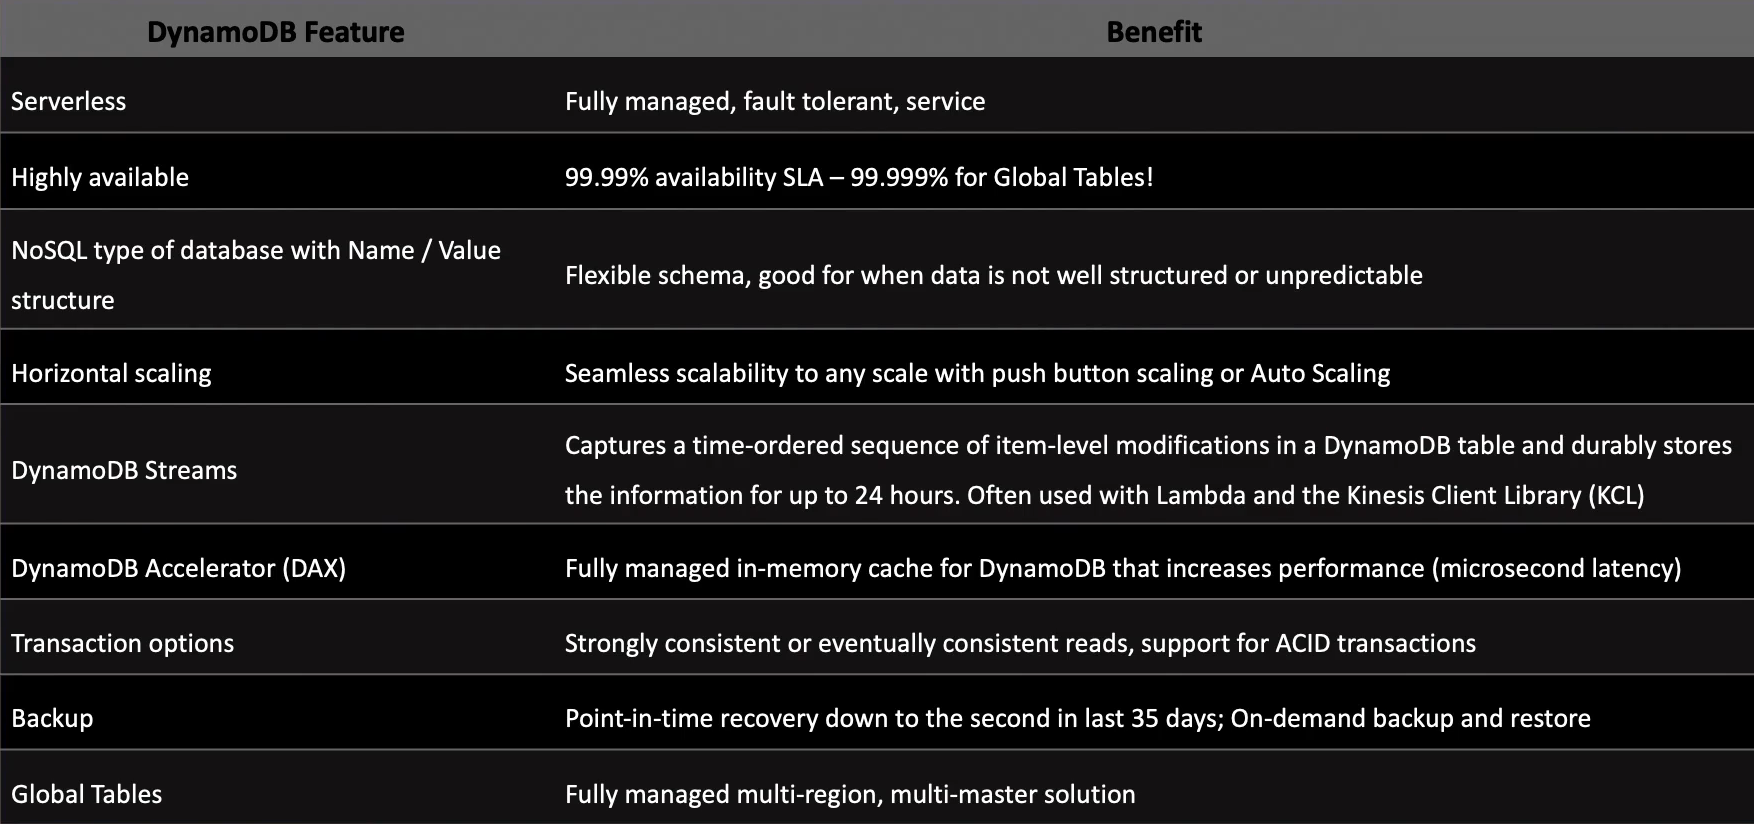 DynamoDB Feature
Benefit
Serverless
Fully managed, fault tolerant, service
Highly available
99.99% availability SLA – 99.999% for Global Tables!
NoSQL type of database with Name / Value
structure
Flexible schema, good for when data is not well structured or unpredictable
Horizontal scaling
Seamless scalability to any scale with push button scaling or Auto Scaling
DynamoDB Streams
Captures a time-ordered sequence of item-level modifications in a DynamoDB table and durably stores
the information for up to 24 hours. Often used with Lambda and the Kinesis Client Library (KCL)
DynamoDB Accelerator (DAX)
Fully managed in-memory cache for DynamoDB that increases performance (microsecond latency)
Transaction options
Strongly consistent or eventually consistent reads, support for ACID transactions
Backup
Point-in-time recovery down to the second in last 35 days; On-demand backup and restore
Global Tables
Fully managed multi-region, multi-master solution